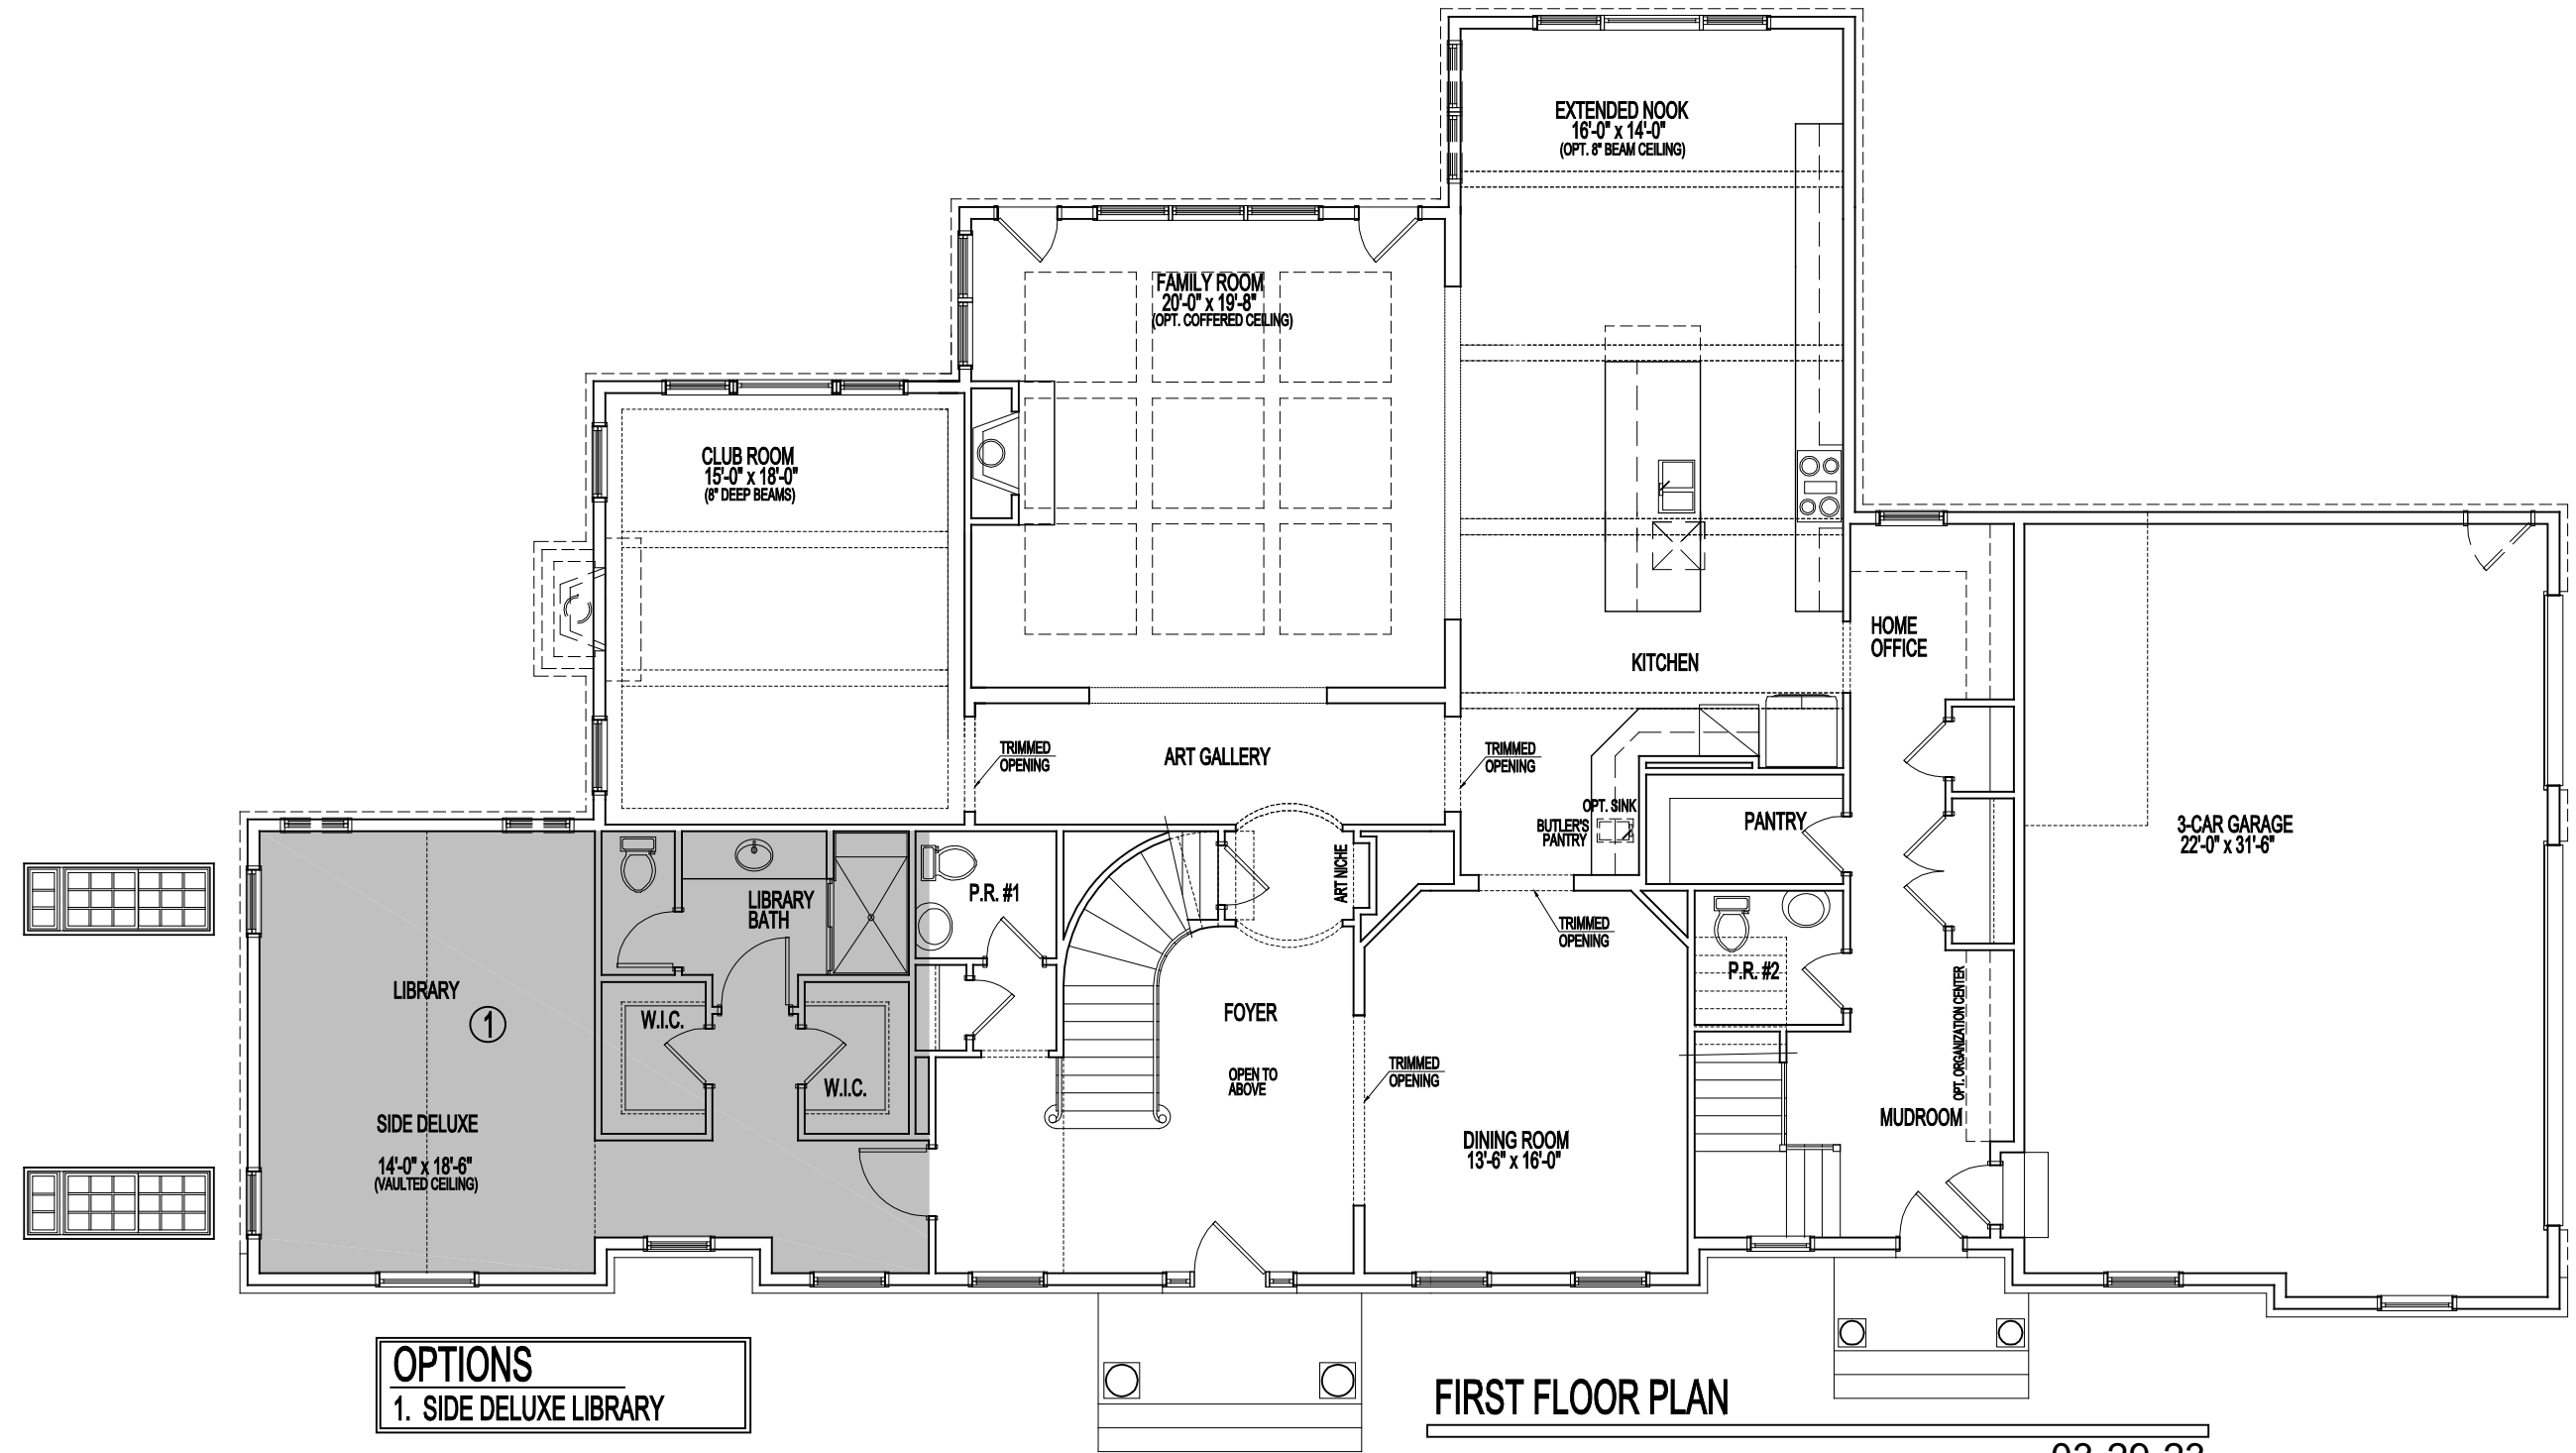 EXTENDED NOOK
16'-0" x 14'-0"
(OPT. 8" BEAM CEILING)
FAMILY ROOM
20'-0" x 19'-8"
(OPT. COFFERED CEILING)
CLUB ROOM
15'-0" x 18'-0"
(8" DEEP BEAMS)
HOME
OFFICE
KITCHEN
TRIMMED
OPENING
ART GALLERY
TRIMMED
OPENING
OPT. SINK
BUTLER'S
PANTRY
PANTRY
3-CAR GARAGE
22'-0" x 31'-6"
ART NICHE
P.R. #1
LIBRARY
BATH
TRIMMED
OPENING
P.R. #2
LIBRARY
1
W.I.C.
W.I.C.
FOYER
OPEN TO
ABOVE
TRIMMED
OPENING
OPT. ORGANIZATION CENTER
MUDROOM
SIDE DELUXE
14'-0" x 18'-6"
(VAULTED CEILING)
DINING ROOM
13'-6" x 16'-0"
OPTIONS
1. SIDE DELUXE LIBRARY
FIRST FLOOR PLAN